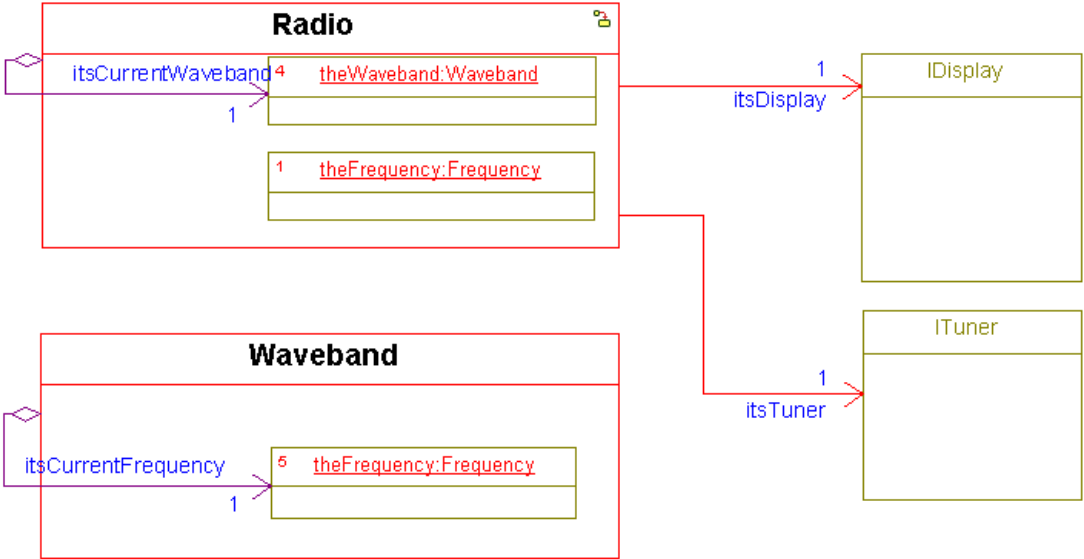 Radio
itsCurrentWaveband
4
theWaveband:Waveband
1
1
theFrequency:Frequency
1
itsDisplay
IDisplay
ITuner
1
itsTuner
Waveband
itsCurrentFrequency
5
theFrequency:Frequency
1